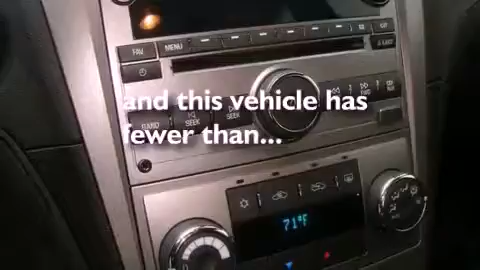 FAV
MENU
and this vehicle has
BAND
SEEK
SEEK
fewer than...
71°F